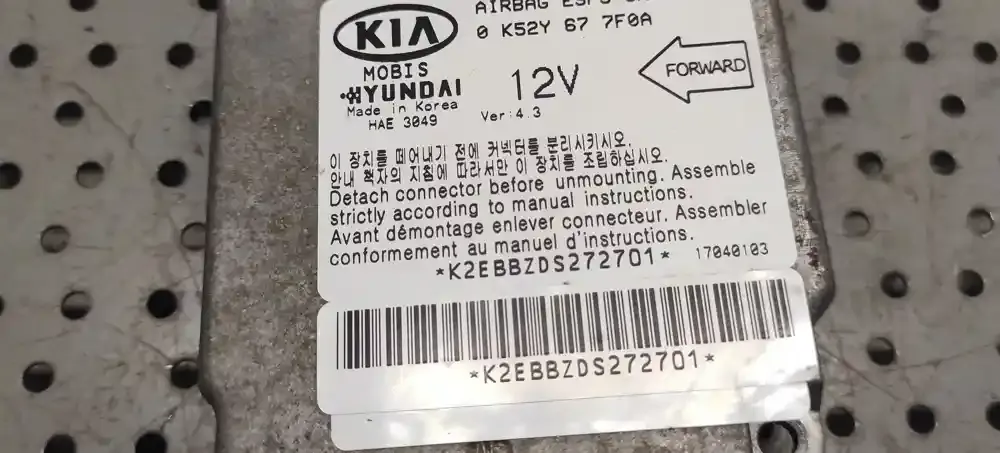 AIRBAG
KIA
0 K52Y 67 7F0A
MOBIS
HYUNDAI
Made in Korea
HAE 3049
12V
Ver:4.3
FORWARD
이 장치를 떼어내기 전에 커넥터를 분리시키시오.
안내 책자의 지침에 따라서만 이 장치를 조립하십시오.
Detach connector before unmounting. Assemble
strictly according to manual instructions.
Avant démontage enlever connecteur. Assembler
conformement au manuel d'instructions.
*K2EBBZDS272701* 17040103
*K2EBBZDS272701*